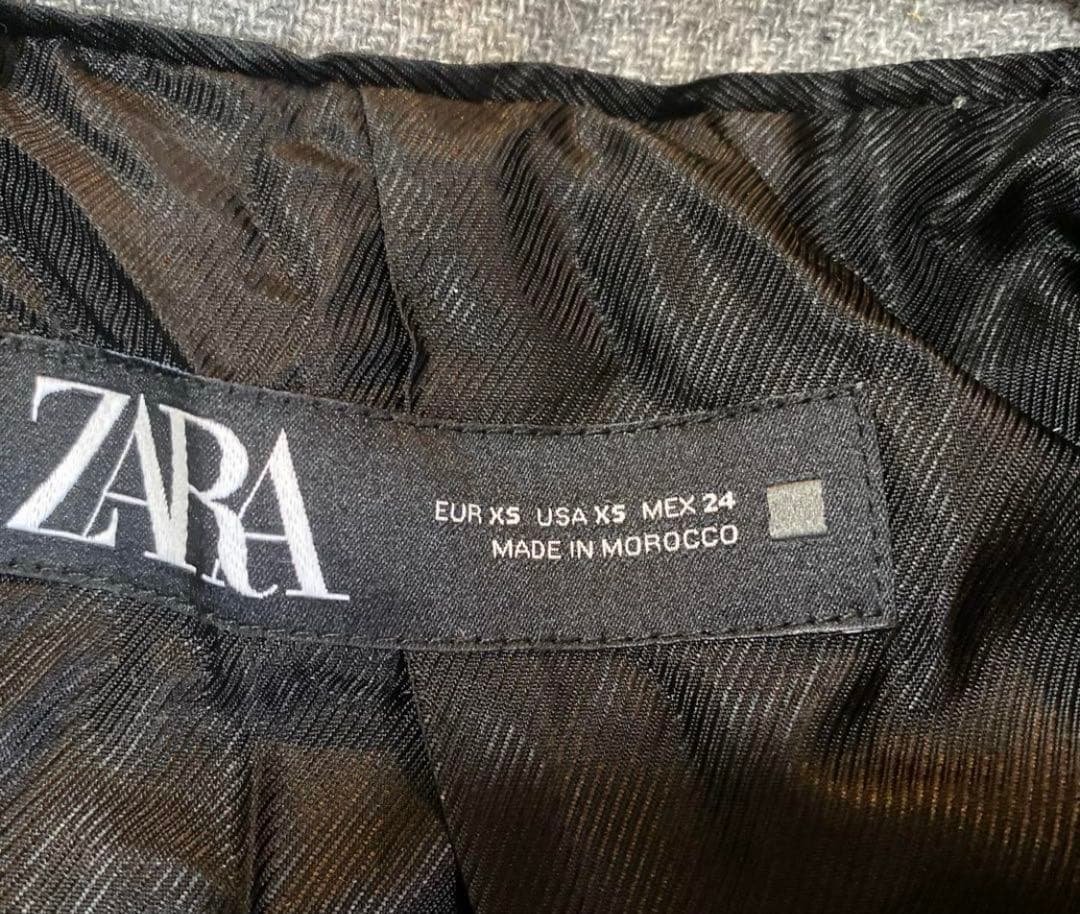 ZARA
EUR XS USA XS MEX 24
MADE IN MOROCCO